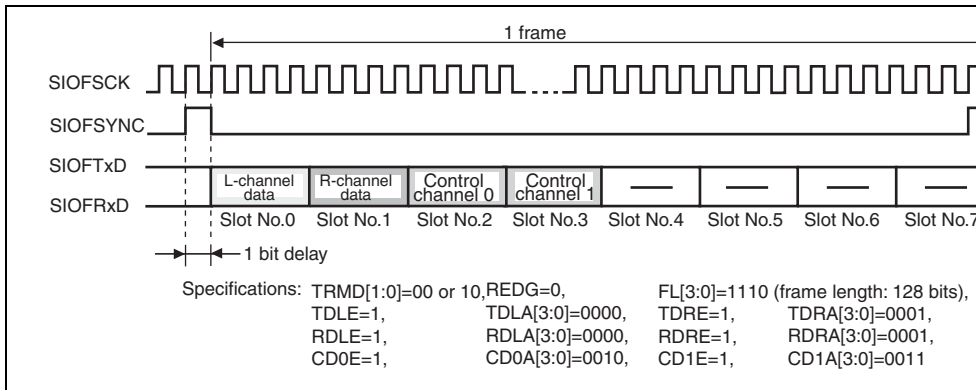 1 frame
SIOFSCK
SIOFSYNC
SIOFTxD
SIOFRxD
L-channel data
R-channel data
Control channel 0
Control channel 1
Slot No.0 Slot No.1 Slot No.2 Slot No.3 Slot No.4 Slot No.5 Slot No.6 Slot No.7
1 bit delay
Specifications: TRMD[1:0]=00 or 10, REDG=0, FL[3:0]=1110 (frame length: 128 bits),
TDLE=1, TDLA[3:0]=0000, TDRE=1, TDRA[3:0]=0001,
RDLE=1, RDLA[3:0]=0000, RDRE=1, RDRA[3:0]=0001,
CD0E=1, CD0A[3:0]=0010, CD1E=1, CD1A[3:0]=0011